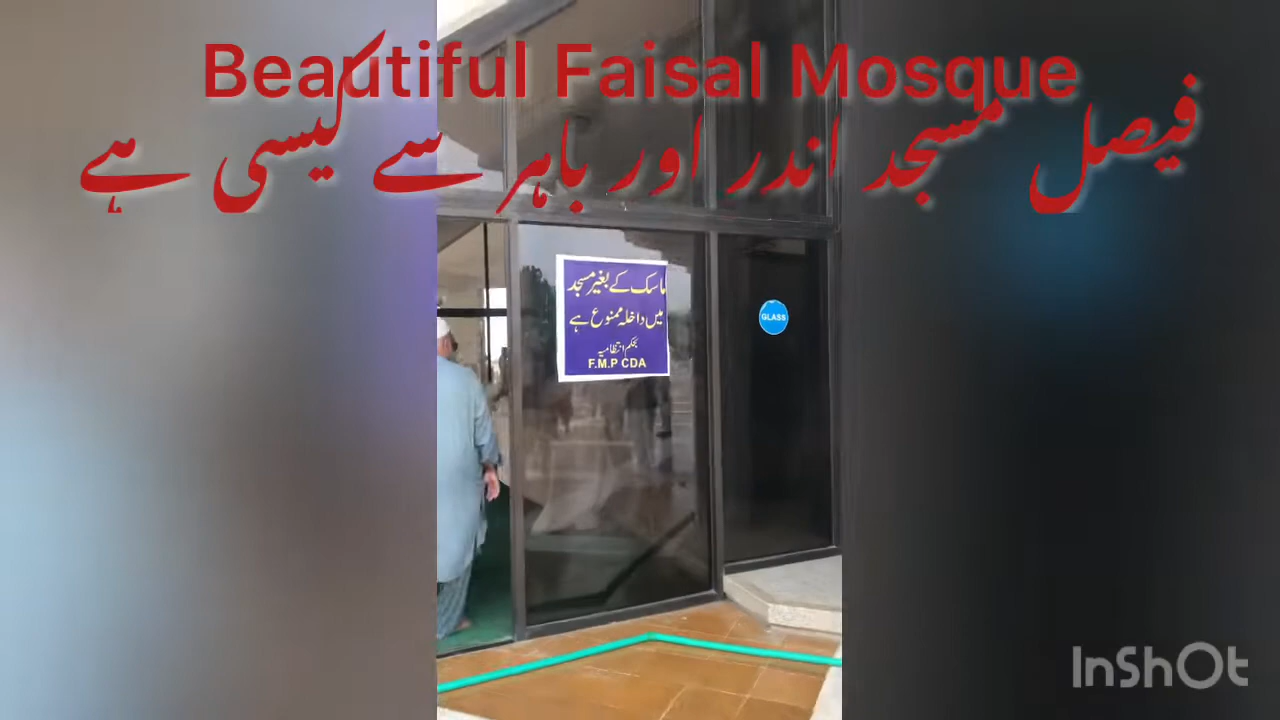 Beautiful Faisal Mosque
فیصل مسجد اندر اور باہر سے کیسی ہے
ماسک کے بغیر مسجد
میں داخلہ ممنوع ہے
بحکم انتظامیہ
F.M.P CDA
GLASS
InShOt